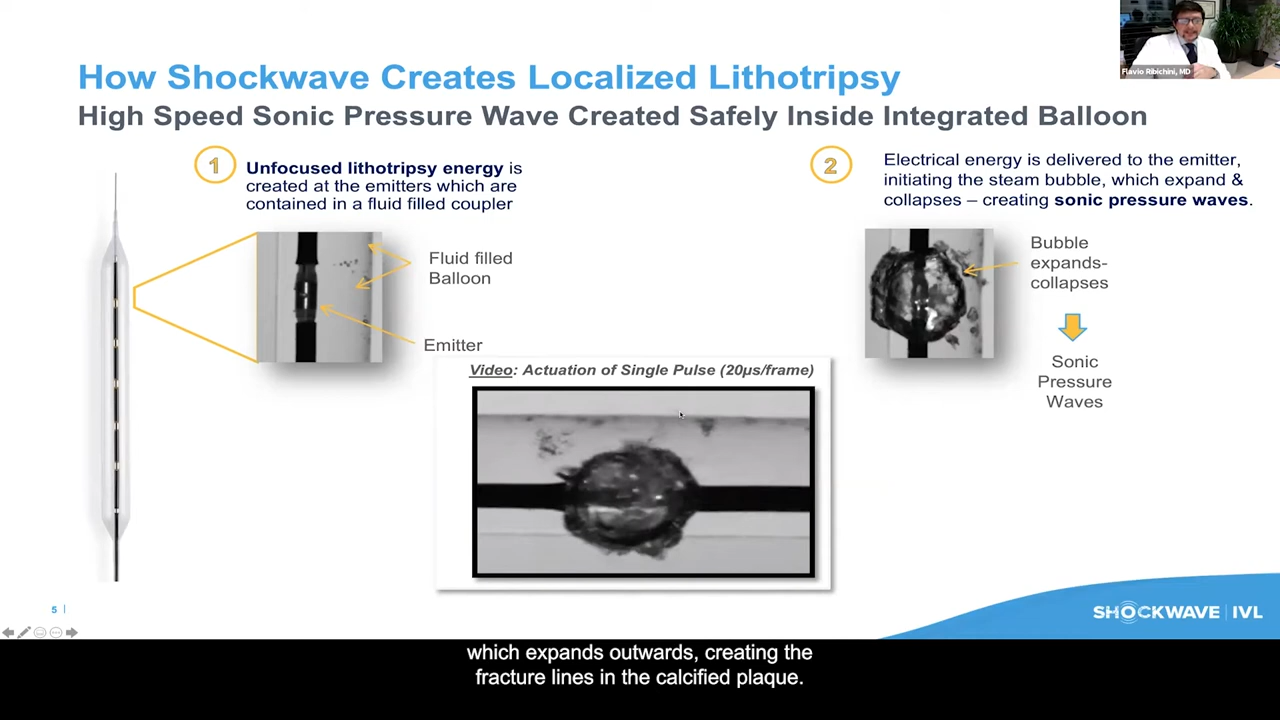 Flavio Ribichini, MD
How Shockwave Creates Localized Lithotripsy
High Speed Sonic Pressure Wave Created Safely Inside Integrated Balloon
1
Unfocused lithotripsy energy is
created at the emitters which are
contained in a fluid filled coupler
Fluid filled
Balloon
Emitter
2
Electrical energy is delivered to the emitter,
initiating the steam bubble, which expand &
collapses – creating sonic pressure waves.
Bubble
expands-
collapses
Sonic
Pressure
Waves
Video: Actuation of Single Pulse (20µs/frame)
5 |
SHOCKWAVE | IVL
which expands outwards, creating the
fracture lines in the calcified plaque.